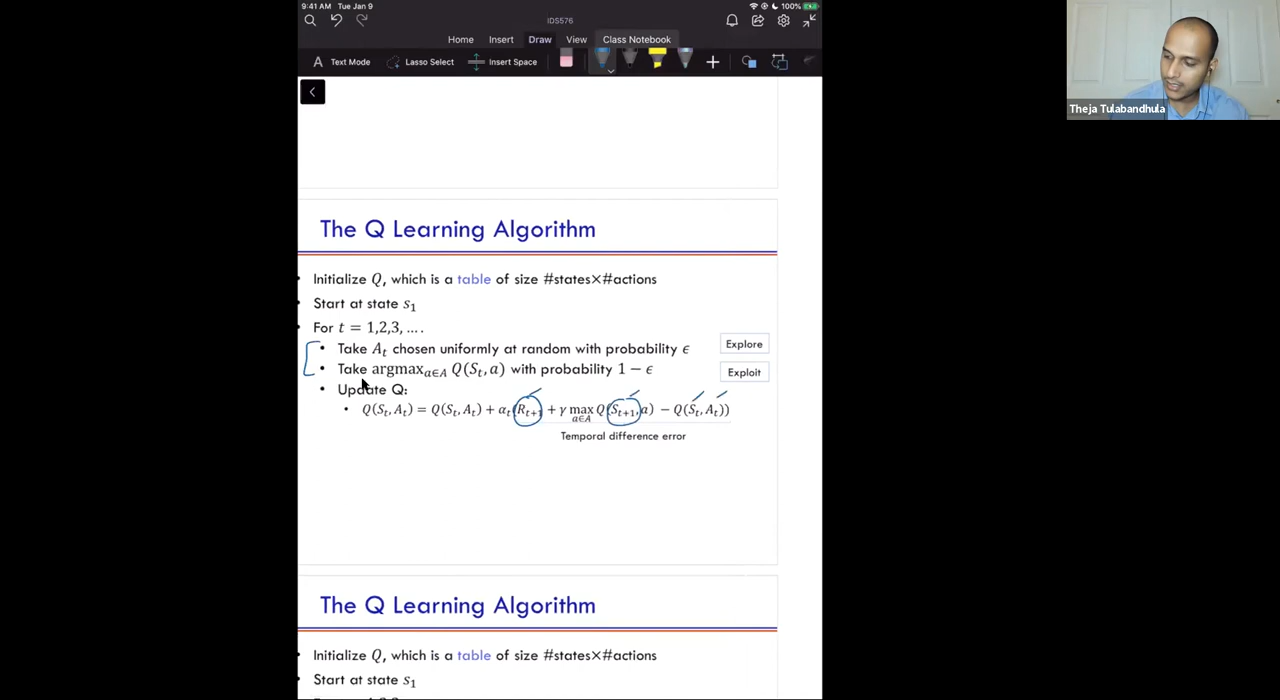 9:41 AM Tue Jan 9
100%
IDS576
Home Insert Draw View Class Notebook
Text Mode Lasso Select Insert Space
Theja Tulabandhula
The Q Learning Algorithm
• Initialize Q, which is a table of size #states×#actions
• Start at state s₁
• For t = 1,2,3, ….
• Take Aₜ chosen uniformly at random with probability ϵ
Explore
• Take argmaxₐ∈A Q(Sₜ, a) with probability 1 − ϵ
Exploit
• Update Q:
• Q(Sₜ, Aₜ) = Q(Sₜ, Aₜ) + αₜ(Rₜ₊₁ + γ max a∈A Q(Sₜ₊₁, a) − Q(Sₜ, Aₜ))
Temporal difference error
The Q Learning Algorithm
• Initialize Q, which is a table of size #states×#actions
• Start at state s₁